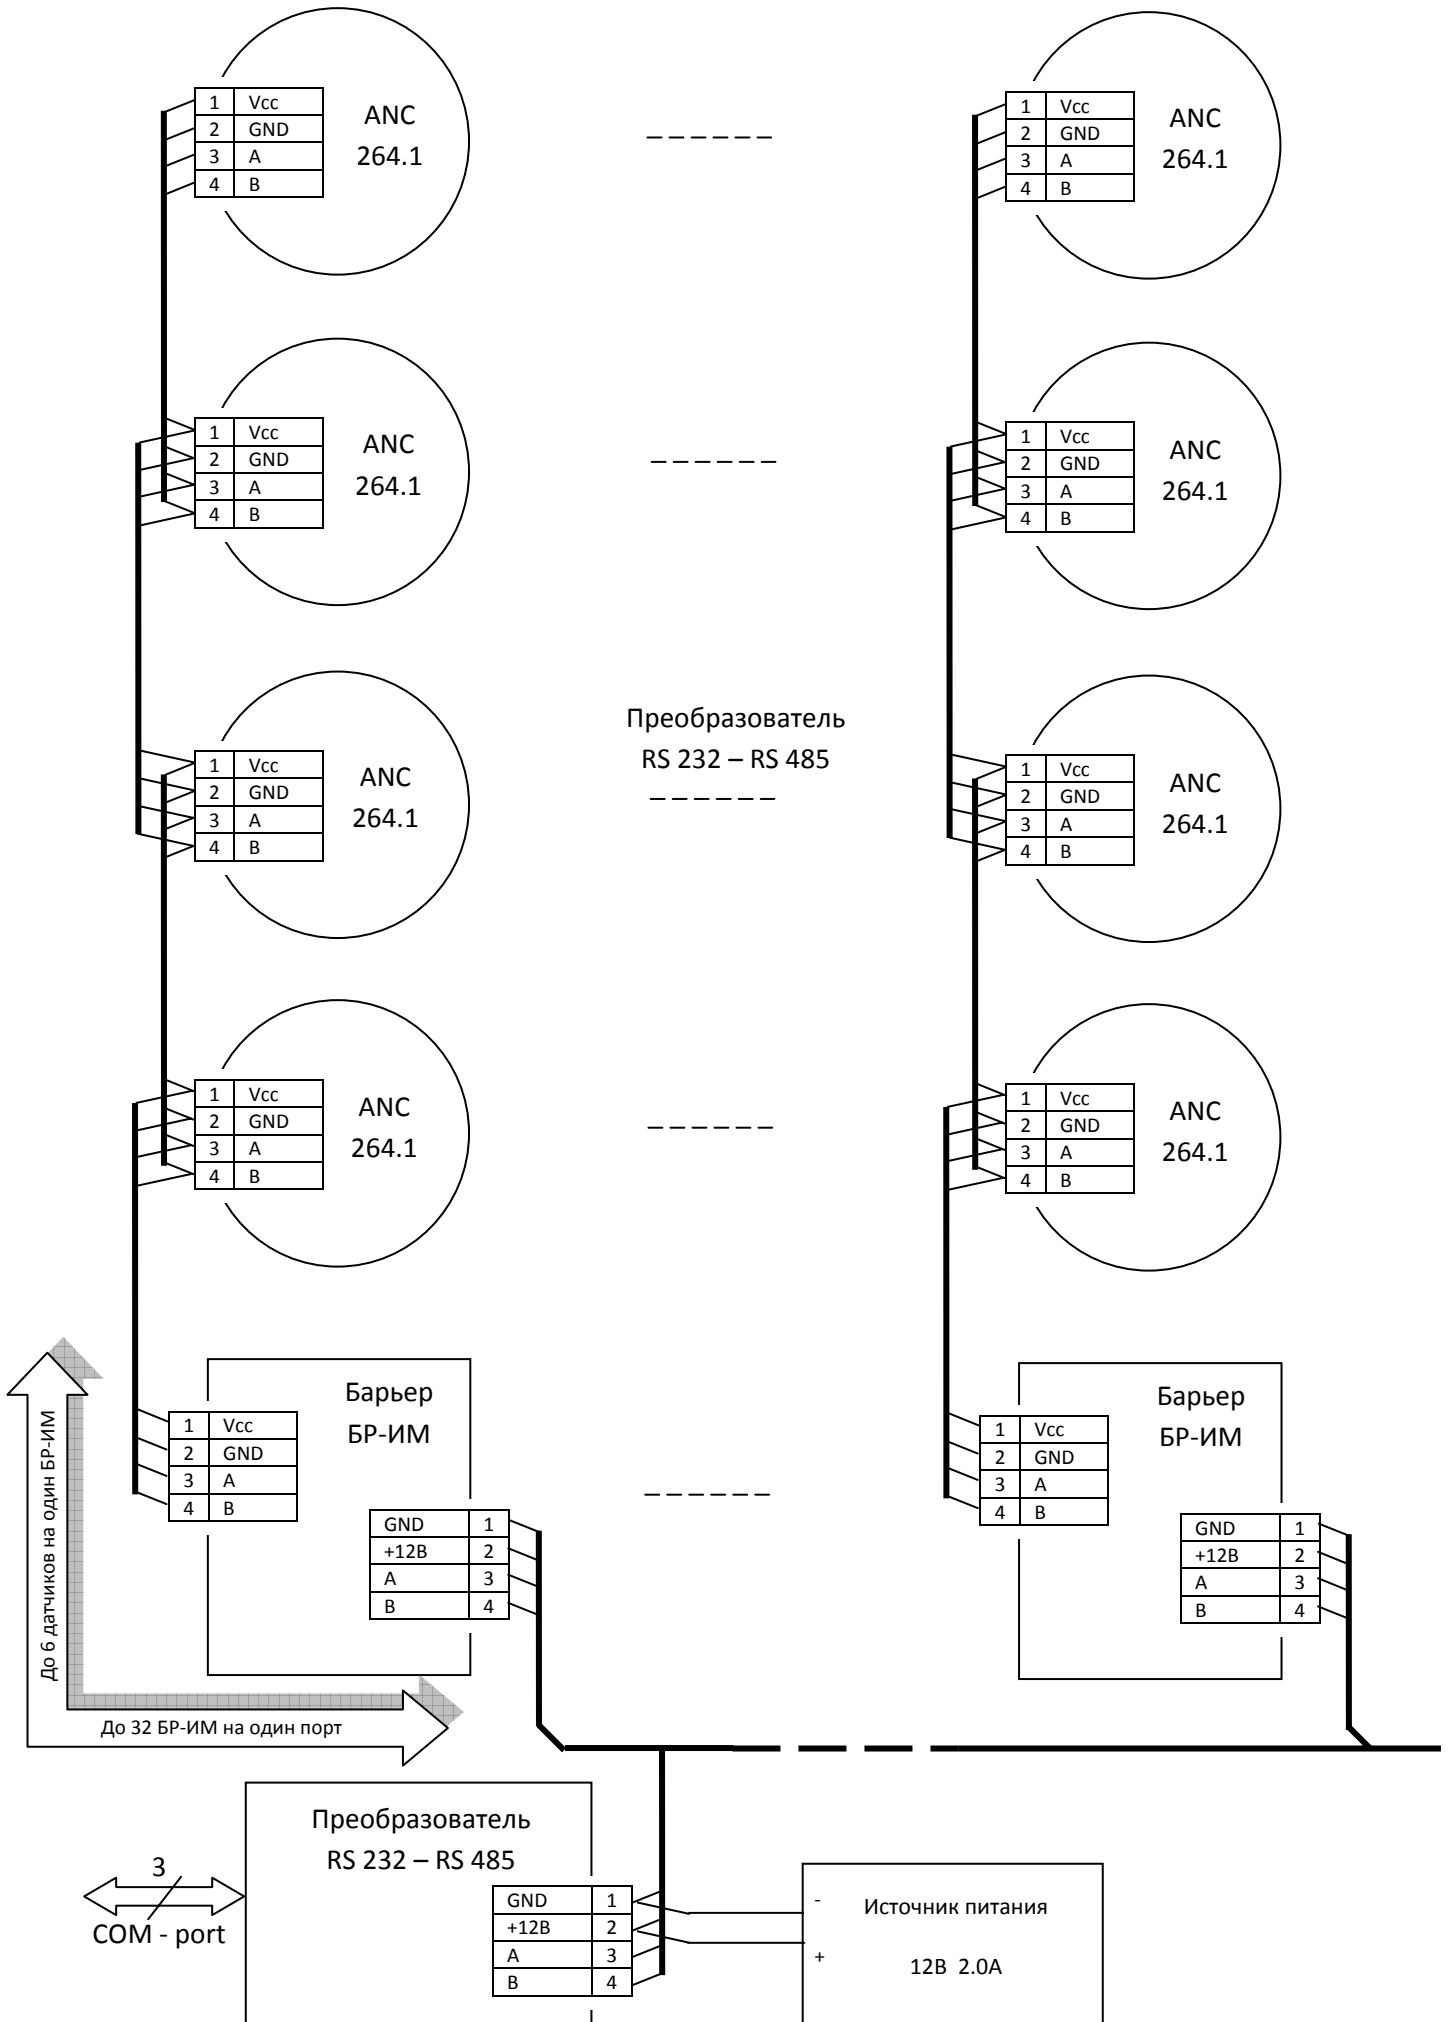 1 Vcc
2 GND
3 A
4 B
ANC
264.1
1 Vcc
2 GND
3 A
4 B
ANC
264.1
1 Vcc
2 GND
3 A
4 B
ANC
264.1
1 Vcc
2 GND
3 A
4 B
ANC
264.1
1 Vcc
2 GND
3 A
4 B
ANC
264.1
Преобразователь
RS 232 – RS 485
1 Vcc
2 GND
3 A
4 B
ANC
264.1
1 Vcc
2 GND
3 A
4 B
ANC
264.1
1 Vcc
2 GND
3 A
4 B
ANC
264.1
До 6 датчиков на один БР-ИМ
До 32 БР-ИМ на один порт
Барьер
БР-ИМ
1 Vcc
2 GND
3 A
4 B
GND 1
+12В 2
A 3
B 4
Барьер
БР-ИМ
1 Vcc
2 GND
3 A
4 B
GND 1
+12В 2
A 3
B 4
Преобразователь
RS 232 – RS 485
3
COM - port
GND 1
+12В 2
A 3
B 4
- Источник питания
+ 12В 2.0А